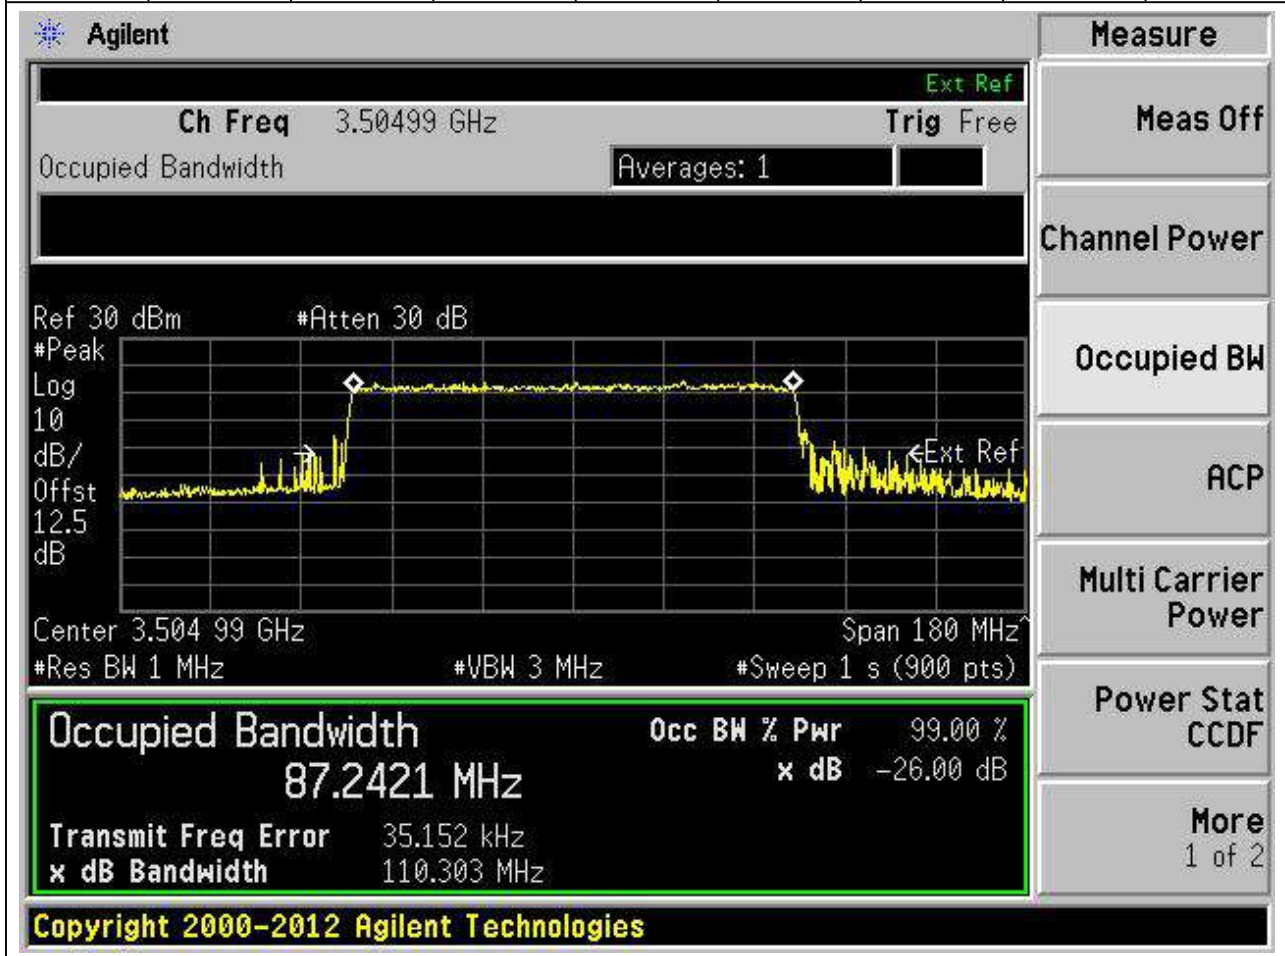 Agilent
Measure
Ext Ref
Ch Freq 3.50499 GHz Trig Free
Meas Off
Occupied Bandwidth Averages: 1
Channel Power
Ref 30 dBm #Atten 30 dB
#Peak
Log
10
dB/
Offst
12.5
dB
Ext Ref
Occupied BW
ACP
Center 3.504 99 GHz Span 180 MHz^
#Res BW 1 MHz #VBW 3 MHz #Sweep 1 s (900 pts)
Multi Carrier
Power
Occupied Bandwidth Occ BW % Pwr 99.00 %
87.2421 MHz x dB -26.00 dB
Transmit Freq Error 35.152 kHz
x dB Bandwidth 110.303 MHz
Power Stat
CCDF
More
1 of 2
Copyright 2000-2012 Agilent Technologies